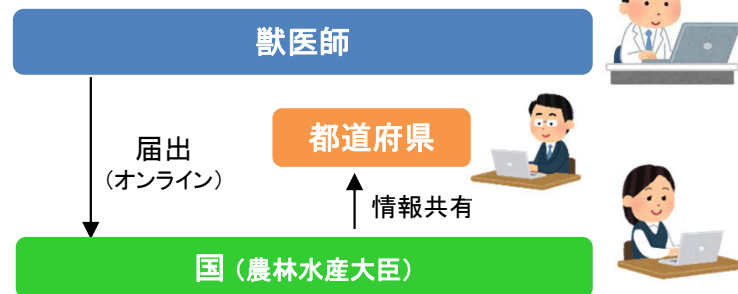 獣医師
都道府県
届出
(オンライン)
情報共有
国（農林水産大臣）